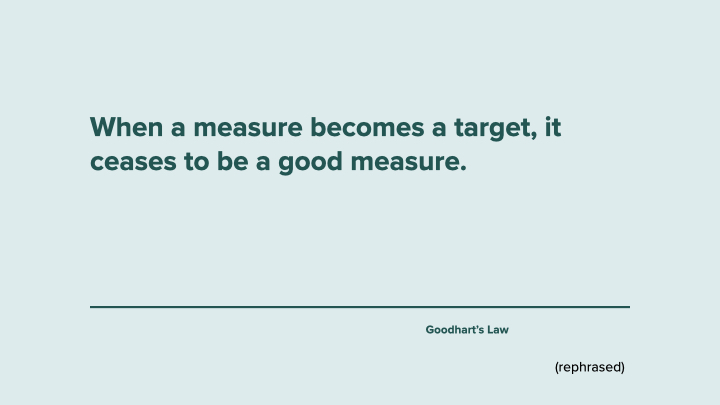 When a measure becomes a target, it
ceases to be a good measure.
Goodhart's Law
(rephrased)